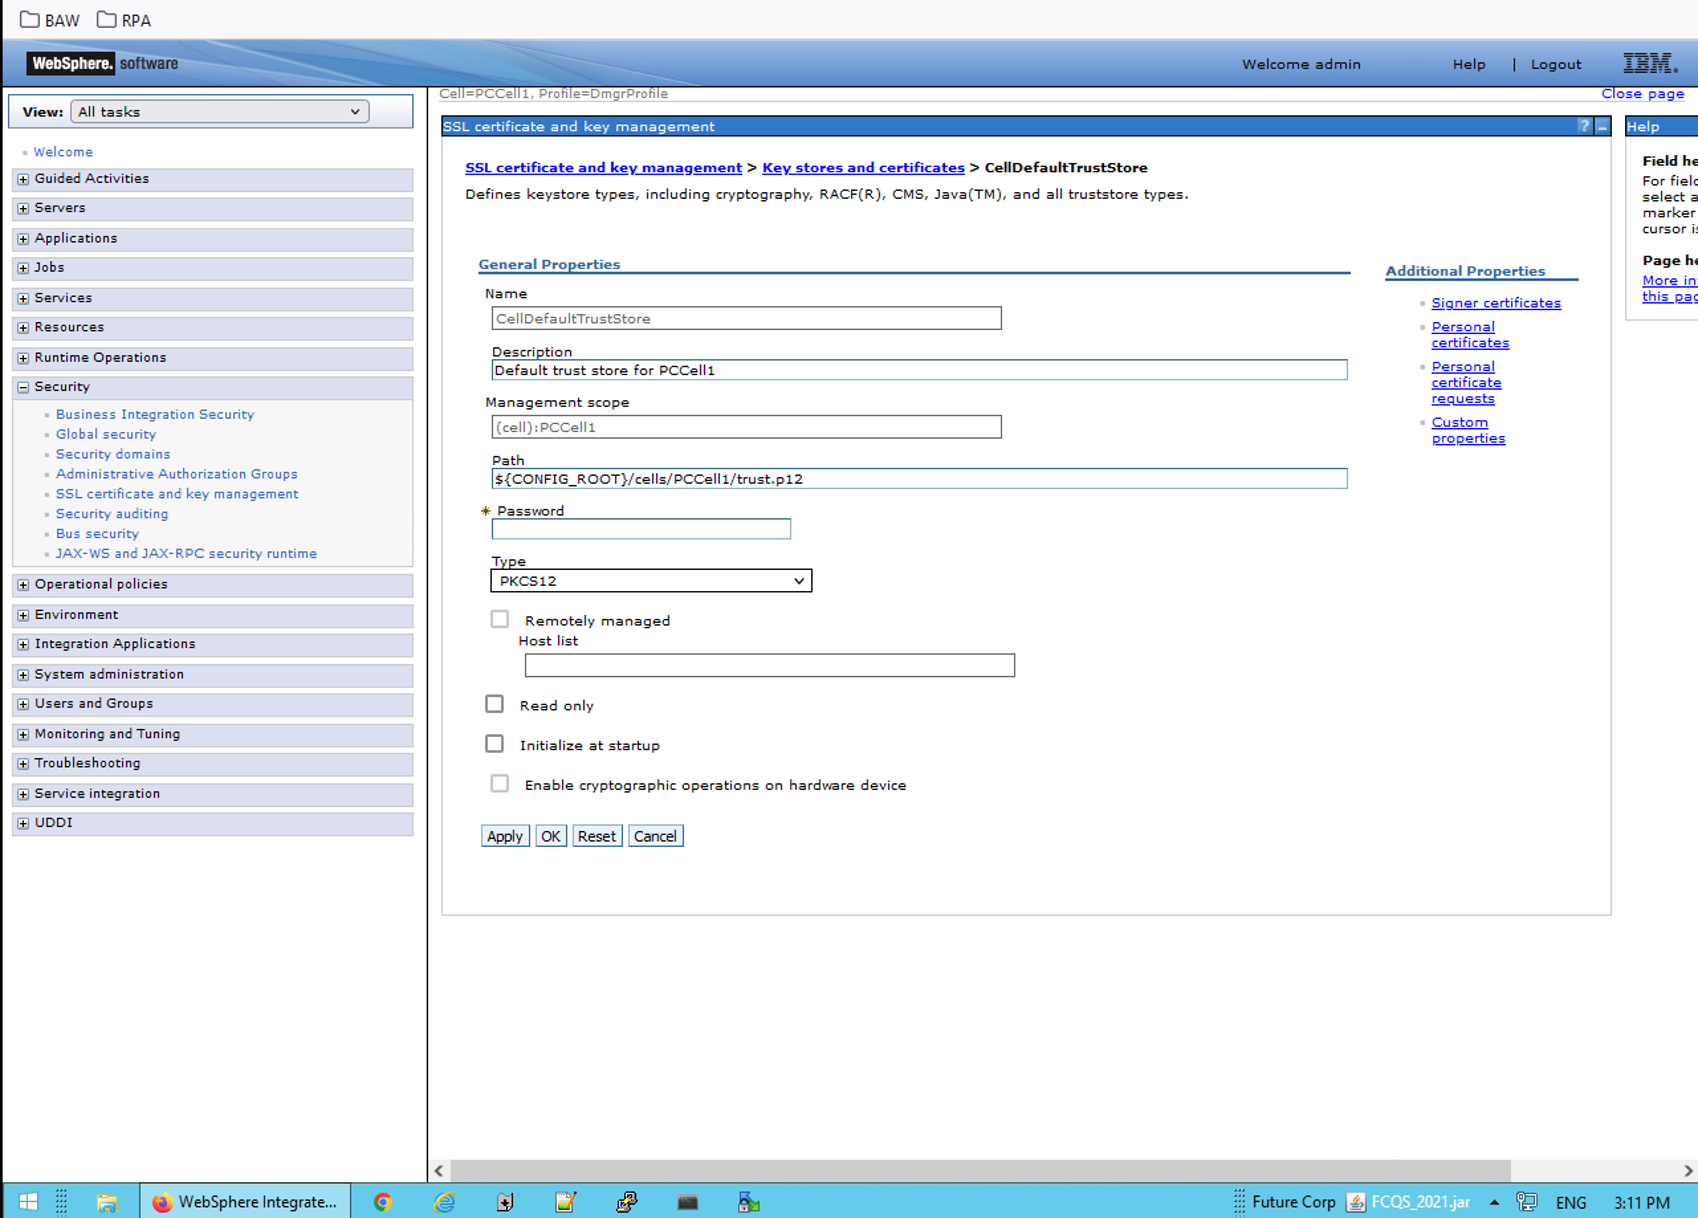 BAW RPA
WebSphere. software
Welcome admin Help | Logout IBM.
View: All tasks
Welcome
Guided Activities
Servers
Applications
Jobs
Services
Resources
Runtime Operations
Security
Business Integration Security
Global security
Security domains
Administrative Authorization Groups
SSL certificate and key management
Security auditing
Bus security
JAX-WS and JAX-RPC security runtime
Operational policies
Environment
Integration Applications
System administration
Users and Groups
Monitoring and Tuning
Troubleshooting
Service integration
UDDI
Cell=PCCell1, Profile=DmgrProfile
Close page
SSL certificate and key management ? –
SSL certificate and key management > Key stores and certificates > CellDefaultTrustStore
Defines keystore types, including cryptography, RACF(R), CMS, Java(TM), and all truststore types.
General Properties
Name
CellDefaultTrustStore
Description
Default trust store for PCCell1
Management scope
(cell):PCCell1
Path
${CONFIG_ROOT}/cells/PCCell1/trust.p12
* Password
Type
PKCS12
Remotely managed
Host list
Read only
Initialize at startup
Enable cryptographic operations on hardware device
Apply OK Reset Cancel
Additional Properties
Signer certificates
Personal
certificates
Personal
certificate
requests
Custom
properties
Help
Field he
For fiel
select a
marker
cursor i
Page he
More in
this pag
WebSphere Integrate...
Future Corp FCQS_2021.jar ENG 3:11 PM